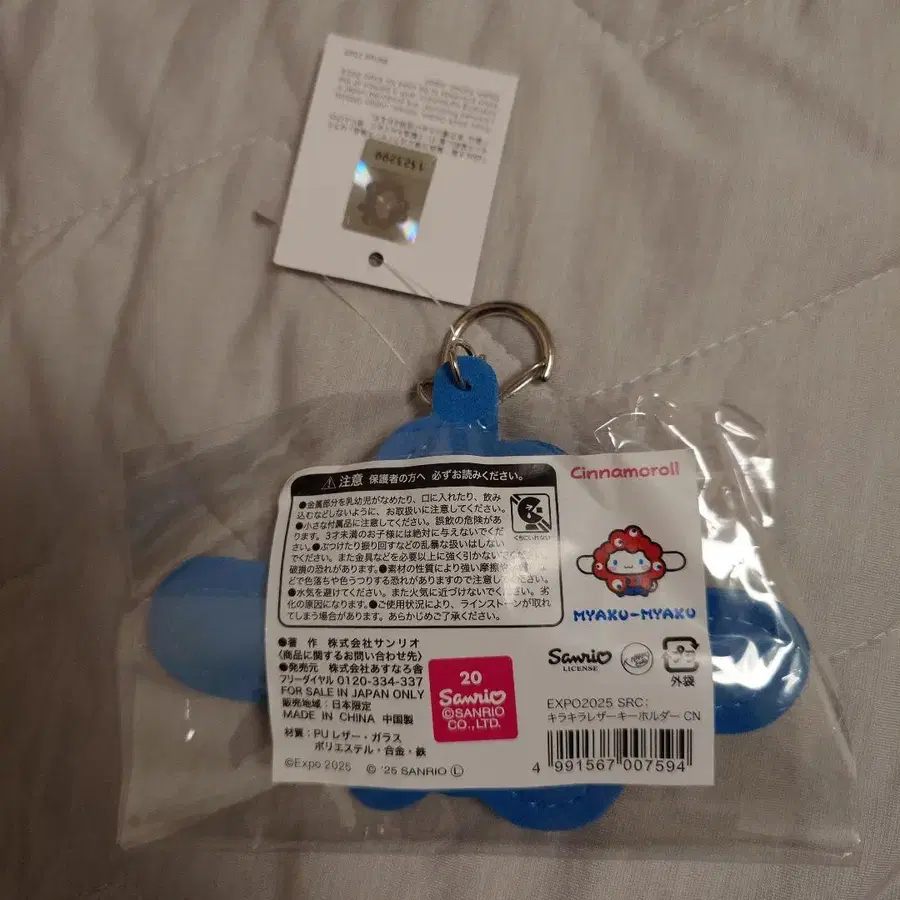 1353598
⚠注意 保護者の方へ 必ずお読みください。
●金属部分を乳幼児がなめたり、口に入れたり、飲み
込むなどしないように、お取扱いに注意してください。
●小さな付属品に注意してください。誤飲の危険があ
ります。3才未満のお子様には絶対に与えないでくだ
さい。●ぶつけたり振り回すなどの乱暴な扱いはしない
でください。また金具などを必要以上に強く引かない
破損の恐れがあります。●素材の性質により強い摩擦や
どで色落ちや色うつりする恐れがありますので注意し
●水気を避けてください。また火気に近づけないでくだ
化の原因になります。●ご使用状況により、ラインストーンが取れ
てしまう場合があります。あらかじめご了承ください。
くちにいれない
Cinnamoroll
MYAKU-MYAKU
●著 作 株式会社サンリオ
〈商品に関するお問い合わせ先〉
●発売元 株式会社あすなろ舎
フリーダイヤル 0120-334-337
FOR SALE IN JAPAN ONLY
販売地域:日本限定
MADE IN CHINA 中国製
材質:PUレザー・ガラス
ポリエステル・合金・鉄
©Expo 2025 © '25 SANRIO Ⓛ
20
Sanrio
©SANRIO
CO.,LTD.
Sanrio
LICENSE
プラ
外袋
EXPO2025 SRC:
キラキラレザーキーホルダー CN
4 991567 007594